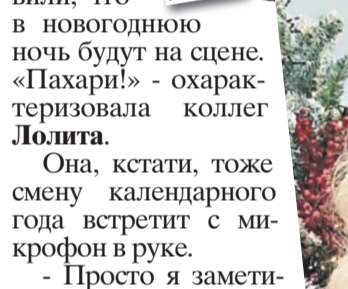 в новогоднюю
ночь будут на сцене.
«Пахари!» - охарак-
теризовала коллег
Лолита.
Она, кстати, тоже
смену календарного
года встретит с ми-
крофон в руке.
- Просто я замети-